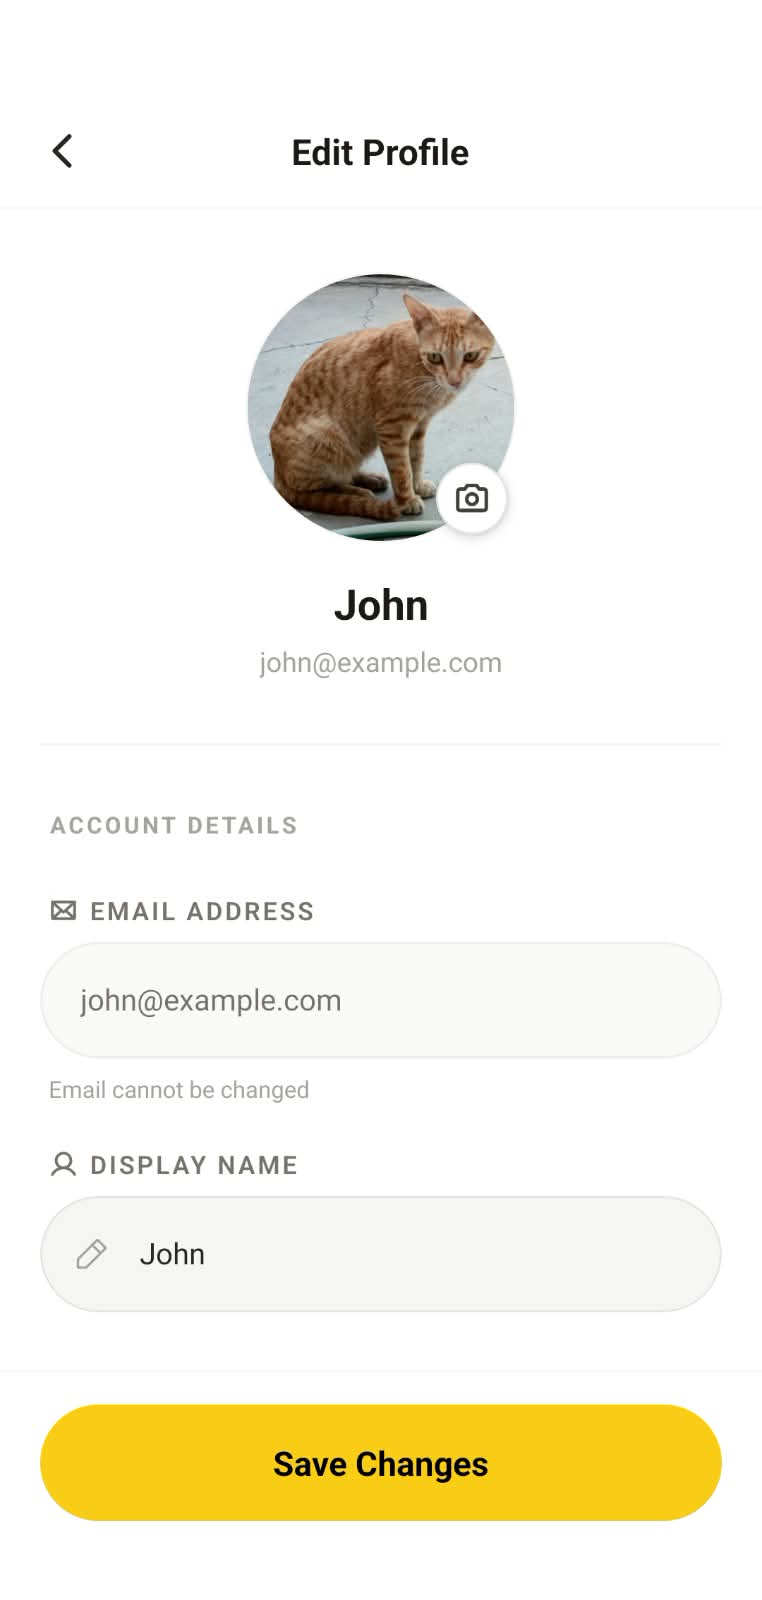 Edit Profile
John
john@example.com
ACCOUNT DETAILS
EMAIL ADDRESS
john@example.com
Email cannot be changed
DISPLAY NAME
John
Save Changes